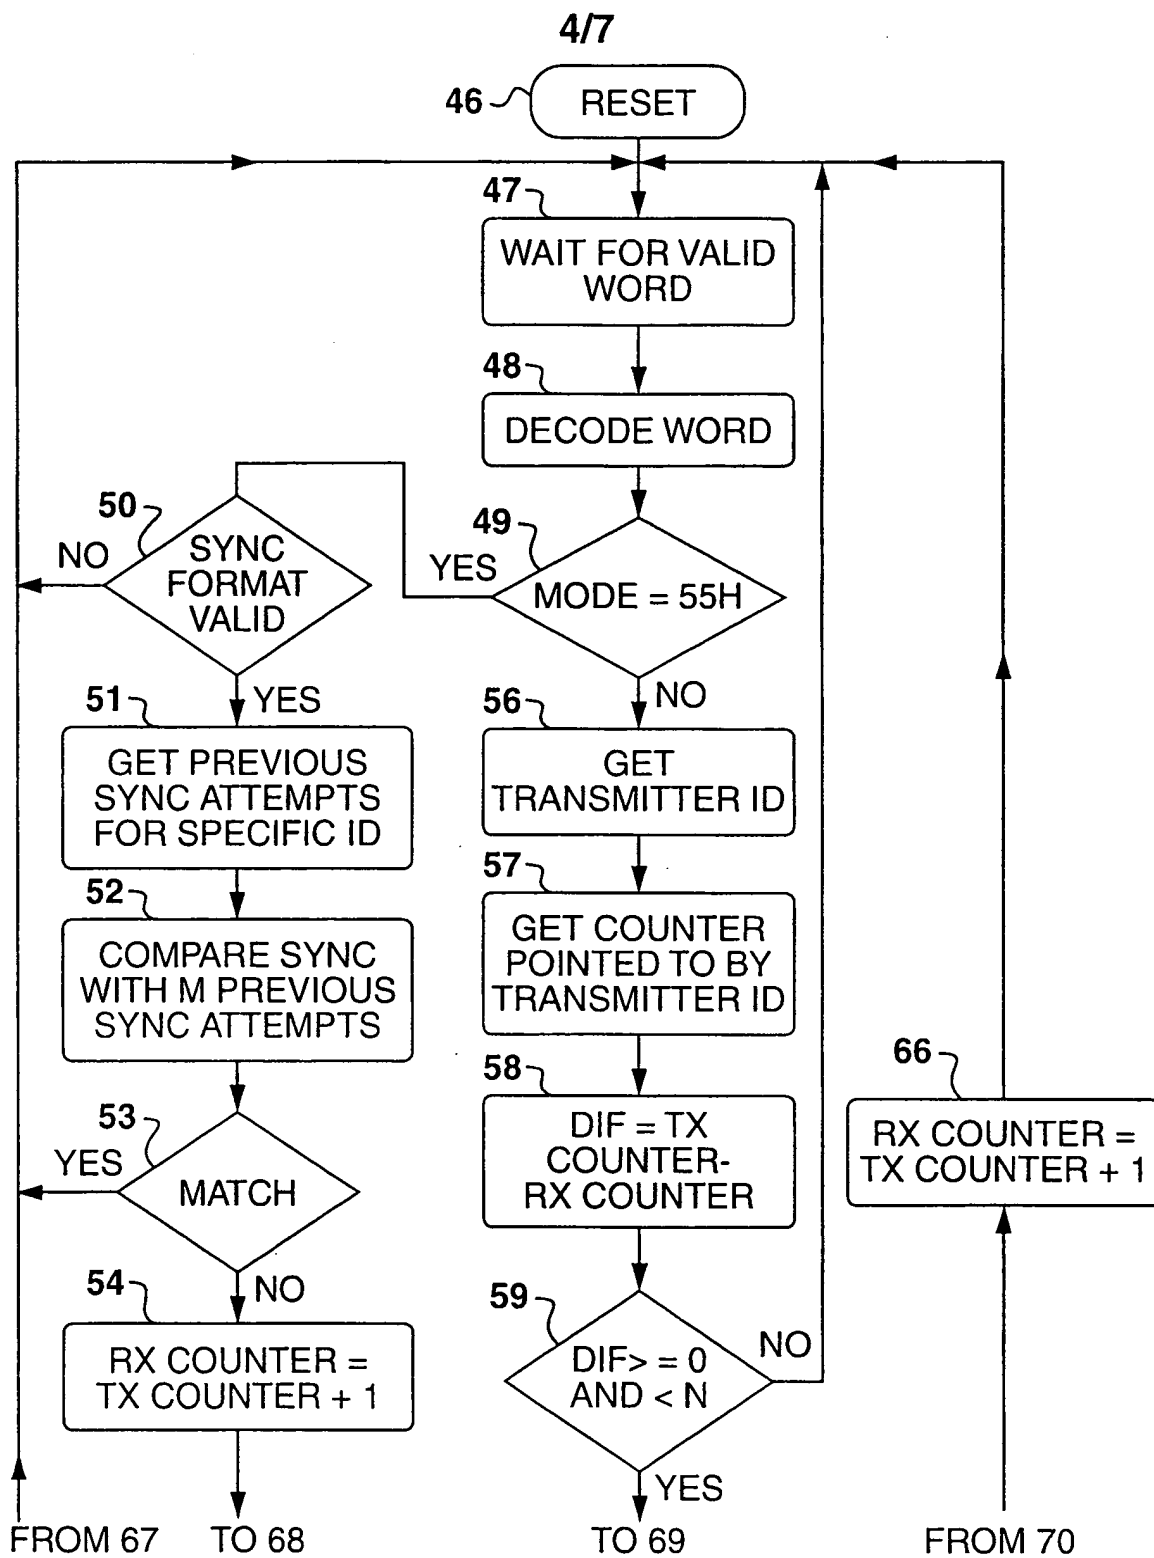 4/7
46
RESET
47
WAIT FOR VALID
WORD
48
DECODE WORD
50
SYNC
FORMAT
VALID
NO
YES
49
MODE = 55H
YES
NO
51
GET PREVIOUS
SYNC ATTEMPTS
FOR SPECIFIC ID
56
GET
TRANSMITTER ID
52
COMPARE SYNC
WITH M PREVIOUS
SYNC ATTEMPTS
57
GET COUNTER
POINTED TO BY
TRANSMITTER ID
53
MATCH
YES
NO
58
DIF = TX
COUNTER-
RX COUNTER
66
RX COUNTER =
TX COUNTER + 1
54
RX COUNTER =
TX COUNTER + 1
59
DIF> = 0
AND < N
NO
YES
FROM 67
TO 68
TO 69
FROM 70